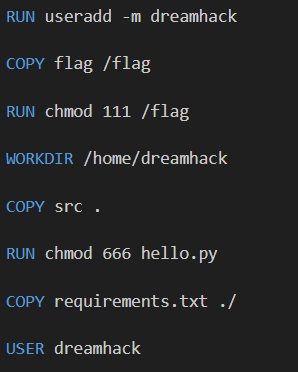 RUN useradd -m dreamhack
COPY flag /flag
RUN chmod 111 /flag
WORKDIR /home/dreamhack
COPY src .
RUN chmod 666 hello.py
COPY requirements.txt ./
USER dreamhack